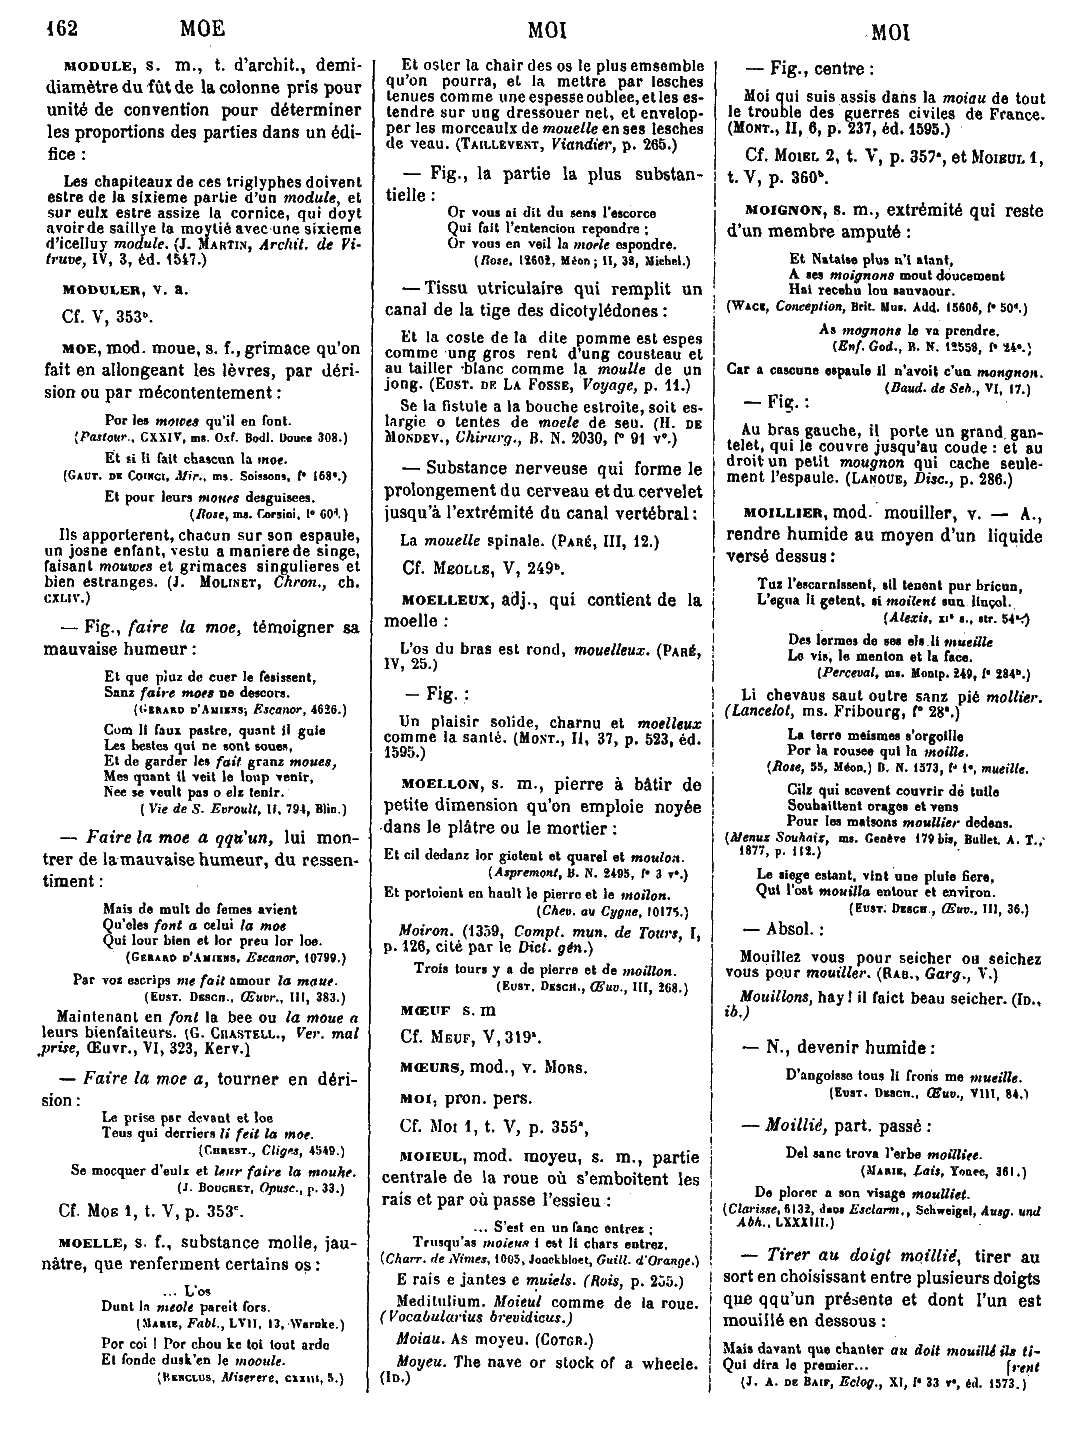 162 MOE MOI MOI
MODULE, s. m., t. d'archit., demi-
diamètre du fût de la colonne pris pour
unité de convention pour déterminer
les proportions des parties dans un édi-
fice :
Les chapiteaux de ces triglyphes doivent
estre de la sixieme partie d'un module, et
sur eulx estre assize la cornice, qui doyt
avoir de saillye la moytié avec une sixieme
d'icelluy module. (J. MARTIN, Archit. de Vi-
truve, IV, 3, éd. 1547.)
MODULER, v. a.
Cf. V, 353ᵇ.
MOE, mod. moue, s. f., grimace qu'on
fait en allongeant les lèvres, par déri-
sion ou par mécontentement :
Por les mowes qu'il en font.
(Pastour., CXXIV, ms. Oxf. Bodl. Douce 308.)
Et si li fait chascun la moe.
(GAUT. DE COINCI, Mir., ms. Soissons, fº 168ᵃ.)
Et pour leurs moues desguisees.
(Rose, ms. Corsini, fº 60ᵈ.)
Ils apporterent, chacun sur son espaule,
un josne enfant, vestu a maniere de singe,
faisant mouwes et grimaces singulieres et
bien estranges. (J. MOLINET, Chron., ch.
CXLIV.)
— Fig., faire la moe, témoigner sa
mauvaise humeur :
Et que pluz de cuer le fesissent,
Sanz faire moes ne descors.
(GERARD D'AMIENS, Escanor, 4626.)
Com li faux pastre, quant il guie
Les bestes qui ne sont soues,
Et de garder les fait granz moues,
Mes quant il veit le loup venir,
Nee se veult pas o elz tenir.
(Vie de S. Evroult, II, 794, Blin.)
— Faire la moe a qqu'un, lui mon-
trer de la mauvaise humeur, du ressen-
timent :
Mais de mult de femes avient
Qu'eles font a celui la moe
Qui lour bien et lor preu lor loe.
(GERARD D'AMIENS, Escanor, 10799.)
Par voz escrips me fait amour la moue.
(EUST. DESCH., Œuvr., III, 383.)
Maintenant en font la bee ou la moue a
leurs bienfaiteurs. (G. CHASTELL., Ver. mal
prise, Œuvr., VI, 323, Kerv.)
— Faire la moe a, tourner en déri-
sion :
Le prise par devant et loe
Teus qui derriers li feit la moe.
(CHREST., Cliges, 4549.)
Se mocquer d'eulx et leur faire la mouhe.
(J. BOUCHET, Opusc., p. 33.)
Cf. MOE 1, t. V, p. 353ᶜ.
MOELLE, s. f., substance molle, jau-
nâtre, que renferment certains os :
... L'os
Dunt la meole pareit fors.
(MARIE, Fabl., LVII, 13, Warnke.)
Por coi ! Por chou ke toi tout arde
Et fonde dusk'en le mooule.
(RENCLUS, Miserere, CXXIII, 5.)
Et oster la chair des os le plus emsemble
qu'on pourra, et la mettre par lesches
tenues comme une espesse oublee, et les es-
tendre sur ung dressouer net, et envelop-
per les morceaulx de mouelle en ses lesches
de veau. (TAILLEVENT, Viandier, p. 265.)
— Fig., la partie la plus substan-
tielle :
Or vous ai dit du sens l'escorce
Qui fait l'entencion repondre ;
Or vous en veil la morle espondre.
(Rose, 12602, Méon ; II, 38, Michel.)
— Tissu utriculaire qui remplit un
canal de la tige des dicotylédones :
Et la coste de la dite pomme est espes
comme ung gros rent d'ung cousteau et
au tailler blanc comme la moulle de un
jong. (EUST. DE LA FOSSE, Voyage, p. 11.)
Se la fistule a la bouche estroite, soit es-
largie o tentes de moele de seu. (H. DE
MONDEV., Chirurg., B. N. 2030, fº 91 vº.)
— Substance nerveuse qui forme le
prolongement du cerveau et du cervelet
jusqu'à l'extrémité du canal vertébral :
La mouelle spinale. (PARÉ, III, 12.)
Cf. MEOLLE, V, 249ᵇ.
MOELLEUX, adj., qui contient de la
moelle :
L'os du bras est rond, mouelleux. (PARÉ,
IV, 25.)
— Fig. :
Un plaisir solide, charnu et moelleux
comme la santé. (MONT., II, 37, p. 523, éd.
1595.)
MOELLON, s. m., pierre à bâtir de
petite dimension qu'on emploie noyée
dans le plâtre ou le mortier :
Et cil dedanz lor gietent et quarel et moulon.
(Aspremont, B. N. 2495, fº 3 vº.)
Et portoient en hault le pierre et le moilon.
(Chev. au Cygne, 10175.)
Moiron. (1359, Compt. mun. de Tours, I,
p. 126, cité par le Dict. gén.)
Trois tours y a de pierre et de moillon.
(EUST. DESCH., Œuv., III, 268.)
MŒUF s. m
Cf. MEUF, V, 319ᵃ.
MŒURS, mod., v. MORS.
MOI, pron. pers.
Cf. MOI 1, t. V, p. 355ᵃ,
MOIEUL, mod. moyeu, s. m., partie
centrale de la roue où s'emboitent les
rais et par où passe l'essieu :
... S'est en un fanc entrez ;
Trusqu'as moieus i est li chars entrez.
(Charr. de Nîmes, 1005, Jonckbloet, Guill. d'Orange.)
E rais e jantes e muiels. (Rois, p. 255.)
Meditulium. Moieul comme de la roue.
(Vocabularius brevidicus.)
Moiau. As moyeu. (COTGR.)
Moyeu. The nave or stock of a wheele.
(ID.)
— Fig., centre :
Moi qui suis assis dans la moiau de tout
le trouble des guerres civiles de France.
(MONT., II, 6, p. 237, éd. 1595.)
Cf. MOIEL 2, t. V, p. 357ᵃ, et MOIEUL 1,
t. V, p. 360ᵇ.
MOIGNON, s. m., extrémité qui reste
d'un membre amputé :
Et Nataise plus n'i atant,
A ses moignons mout doucement
Hai recehu lou sauvaour.
(WACE, Conception, Brit. Mus. Add. 15606, fº 50ᵈ.)
As mognons le va prendre.
(Enf. God., B. N. 12558, fº 24ᵉ.)
Car a cascune espaule il n'avoit c'un mongnon.
(Baud. de Seb., VI, 17.)
— Fig. :
Au bras gauche, il porte un grand gan-
telet, qui le couvre jusqu'au coude : et au
droit un petit mougnon qui cache seule-
ment l'espaule. (LANOUE, Disc., p. 286.)
MOILLIER, mod. mouiller, v. — A.,
rendre humide au moyen d'un liquide
versé dessus :
Tuz l'escarnissent, sil tenent pur bricun,
L'egua li getent, si moilent sun linçol.
(Alexis, XIᵉ s., str. 54ᵃ.)
Des lermes de ses els li mueille
Lo vis, le menton et la face.
(Perceval, ms. Montp. 249, fº 284ᵇ.)
Li chevaus saut outre sanz pié mollier.
(Lancelot, ms. Fribourg, fº 28ᵃ.)
La terre meismes s'orgoille
Por la rousee qui la moille.
(Rose, 55, Méon.) B. N. 1573, fº 1ᵃ, mueille.
Cilz qui scevent couvrir de tuile
Souhaittent orages et vens
Pour les maisons moullier dedens.
(Menus Souhaiz, ms. Genève 179 bis, Bullet. A. T.,
1877, p. 112.)
Le siege estant, vint une pluie fiere,
Qui l'ost mouilla entour et environ.
(EUST. DESCH., Œuv., III, 36.)
— Absol. :
Mouillez vous pour seicher ou seichez
vous pour mouiller. (RAB., Garg., V.)
Mouillons, hay ! il faict beau seicher. (ID.,
ib.)
— N., devenir humide :
D'angoisse tous li frons me mueille.
(EUST. DESCH., Œuv., VIII, 84.)
— Moillié, part. passé :
Del sanc trova l'erbe moilliee.
(MARIE, Lais, Yonec, 361.)
De plorer a son visage moulliet.
(Clarisse, 6132, dans Esclarm., Schweigel, Ausg. und
Abh., LXXXIII.)
— Tirer au doigt moillié, tirer au
sort en choisissant entre plusieurs doigts
que qqu'un présente et dont l'un est
mouillé en dessous :
Mais davant que chanter au doit mouillé ils ti-
Qui dira le premier... [rent
(J. A. DE BAIF, Eclog., XI, fº 33 vº, éd. 1573.)